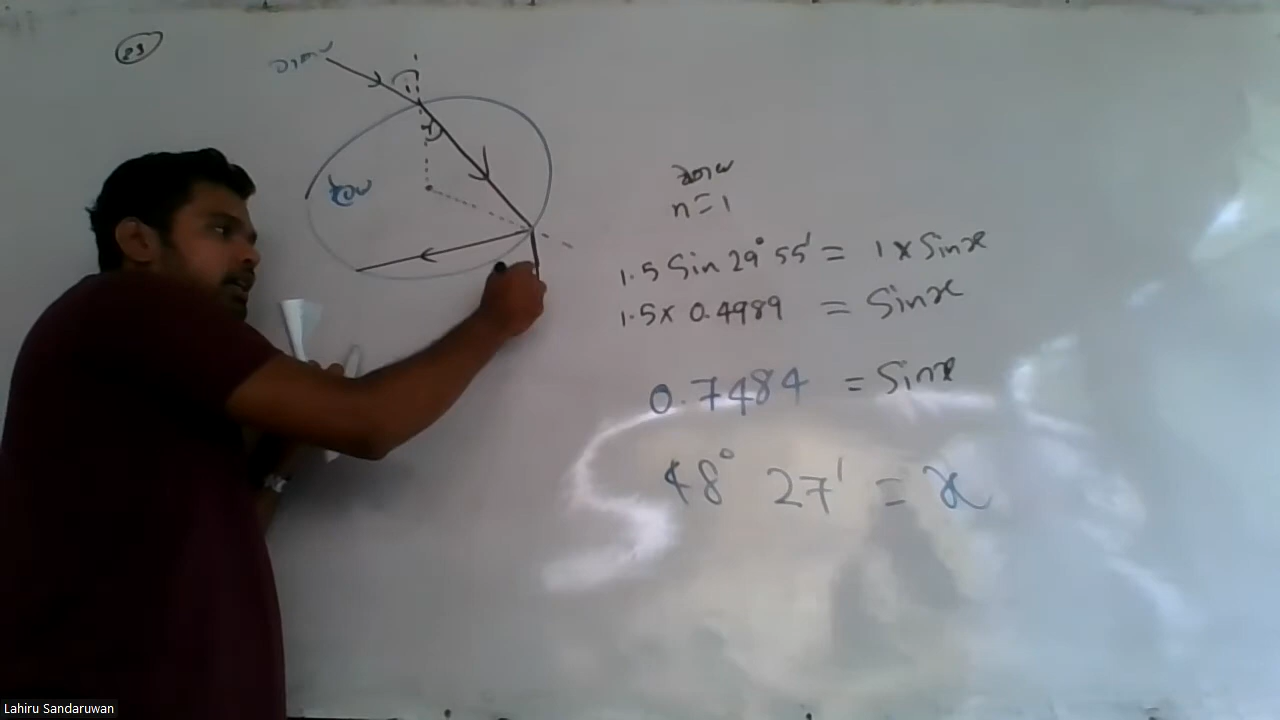 23
i
r
n = 1
1.5 Sin 29° 55' = 1 x Sinx
1.5 x 0.4989 = Sinx
0.7484 = Sinx
48° 27' = x
Lahiru Sandaruwan